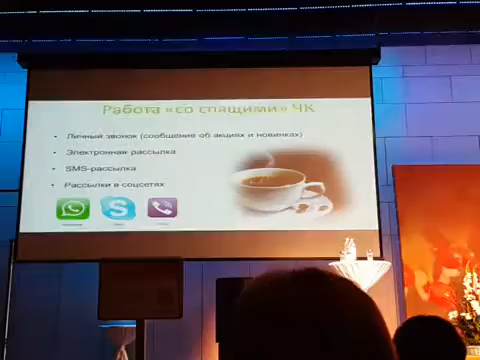 Работа «со спящими» ЧК
• Личный звонок (сообщение об акциях и новинках)
• Электронная рассылка
• SMS-рассылка
• Рассылки в соцсетях